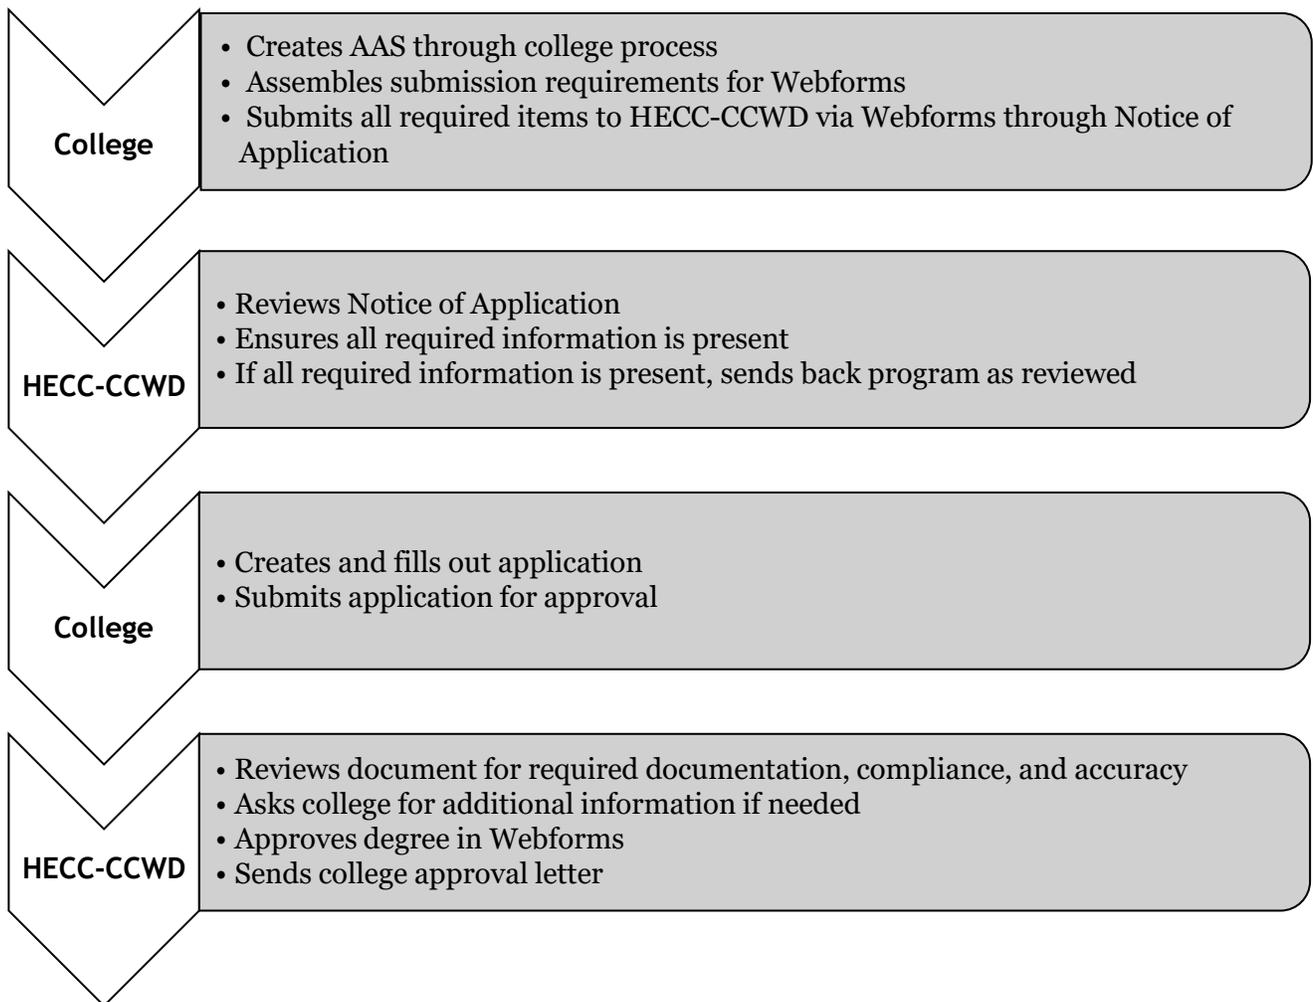 College
• Creates AAS through college process
• Assembles submission requirements for Webforms
• Submits all required items to HECC-CCWD via Webforms through Notice of
Application
HECC-CCWD
• Reviews Notice of Application
• Ensures all required information is present
• If all required information is present, sends back program as reviewed
College
• Creates and fills out application
• Submits application for approval
HECC-CCWD
• Reviews document for required documentation, compliance, and accuracy
• Asks college for additional information if needed
• Approves degree in Webforms
• Sends college approval letter